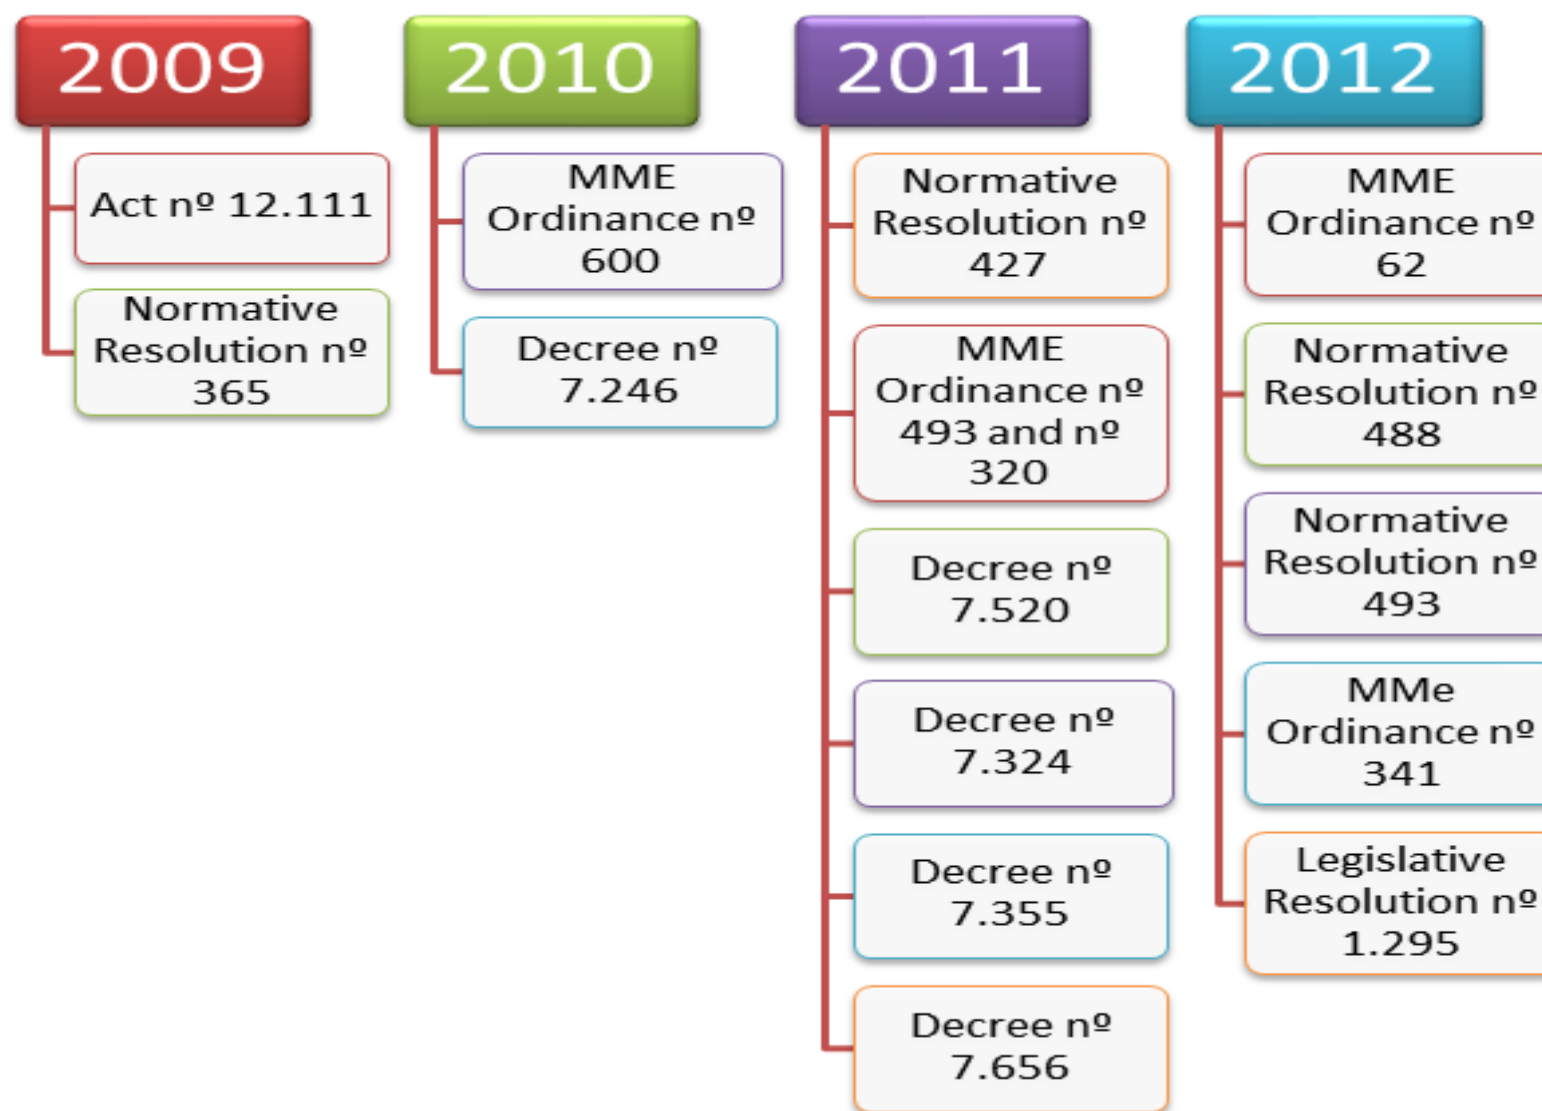 2009
Act nº 12.111
Normative
Resolution nº
365
2010
MME
Ordinance nº
600
Decree nº
7.246
2011
Normative
Resolution nº
427
MME
Ordinance nº
493 and nº
320
Decree nº
7.520
Decree nº
7.324
Decree nº
7.355
Decree nº
7.656
2012
MME
Ordinance nº
62
Normative
Resolution nº
488
Normative
Resolution nº
493
MMe
Ordinance nº
341
Legislative
Resolution nº
1.295